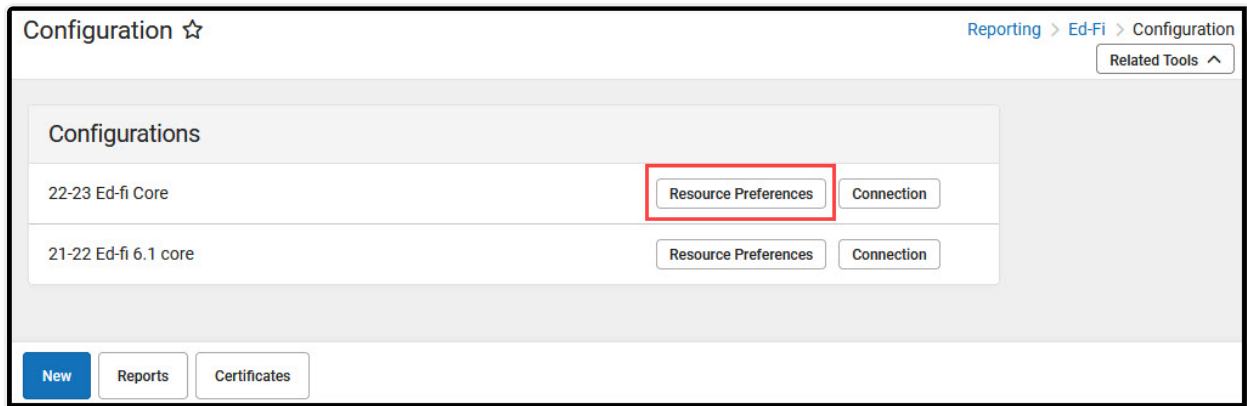 Configuration
Reporting > Ed-Fi > Configuration
Related Tools
Configurations
22-23 Ed-fi Core Resource Preferences Connection
21-22 Ed-fi 6.1 core Resource Preferences Connection
New Reports Certificates